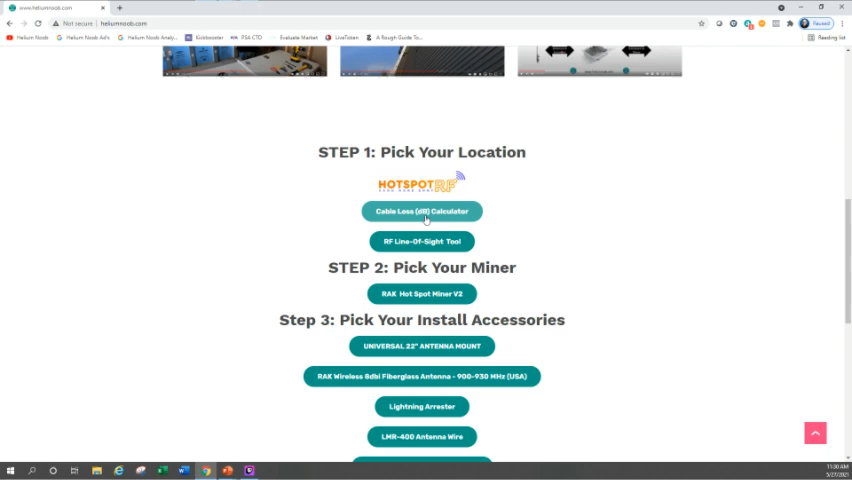 www.heliumnoob.com
Not secure
heliumnoob.com
Paused
Helium Noob
Helium Noob Ad's
Helium Noob Analy...
Kickbooster
PSA CTO
Evaluate Market
LiveToken
A Rough Guide To...
Reading list
STEP 1: Pick Your Location
HOTSPOTRF
Cable Loss (dB) Calculator
RF Line-Of-Sight Tool
STEP 2: Pick Your Miner
RAK Hot Spot Miner V2
Step 3: Pick Your Install Accessories
UNIVERSAL 22" ANTENNA MOUNT
RAK Wireless 8dbi Fiberglass Antenna - 900-930 MHz (USA)
Lightning Arrester
LMR-400 Antenna Wire
11:30 AM
5/27/2021